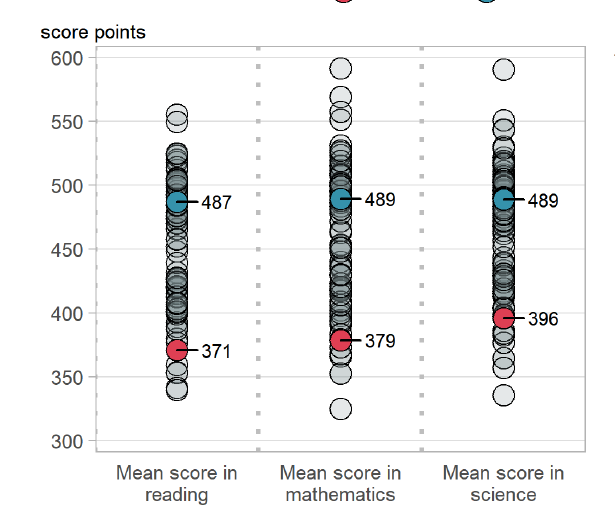 score points
600
550
500
450
400
350
300
487
371
489
379
489
396
Mean score in
reading
Mean score in
mathematics
Mean score in
science